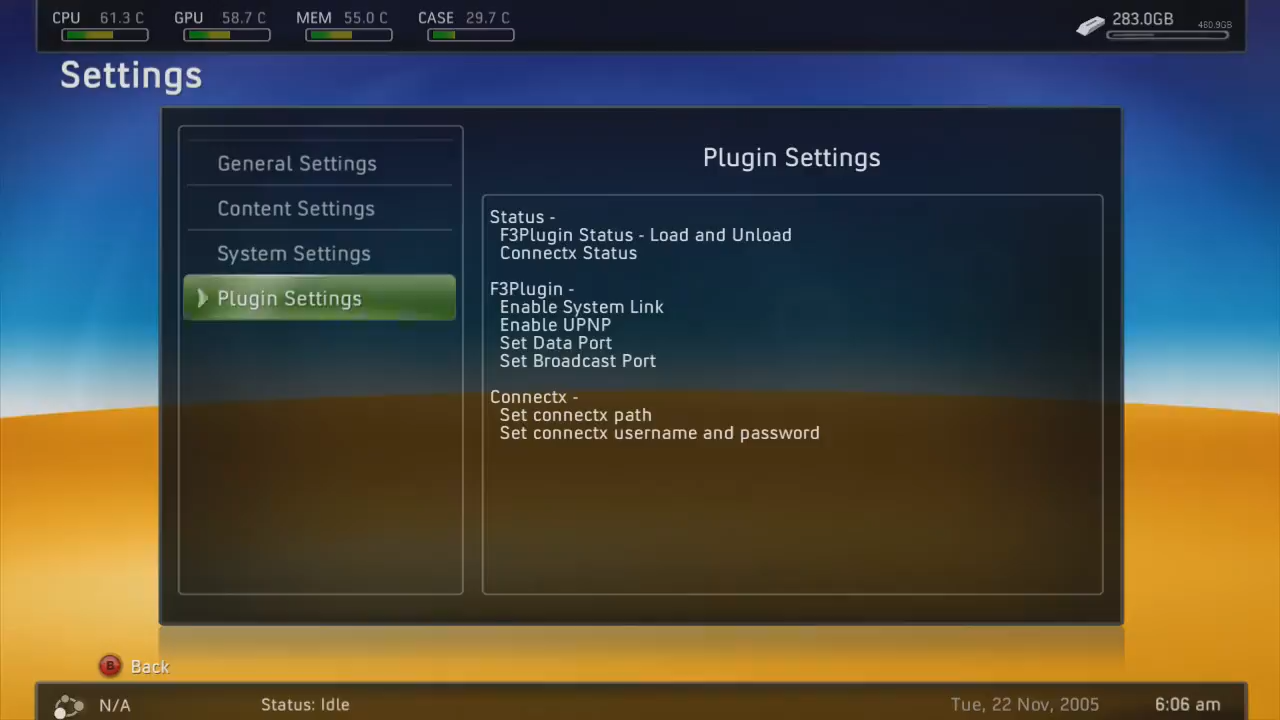 CPU 61.3 C GPU 58.7 C MEM 55.0 C CASE 29.7 C 283.0GB 460.9GB
Settings
General Settings
Content Settings
System Settings
Plugin Settings
Plugin Settings
Status -
F3Plugin Status - Load and Unload
Connectx Status
F3Plugin -
Enable System Link
Enable UPNP
Set Data Port
Set Broadcast Port
Connectx -
Set connectx path
Set connectx username and password
B Back
N/A Status: Idle Tue, 22 Nov, 2005 6:06 am